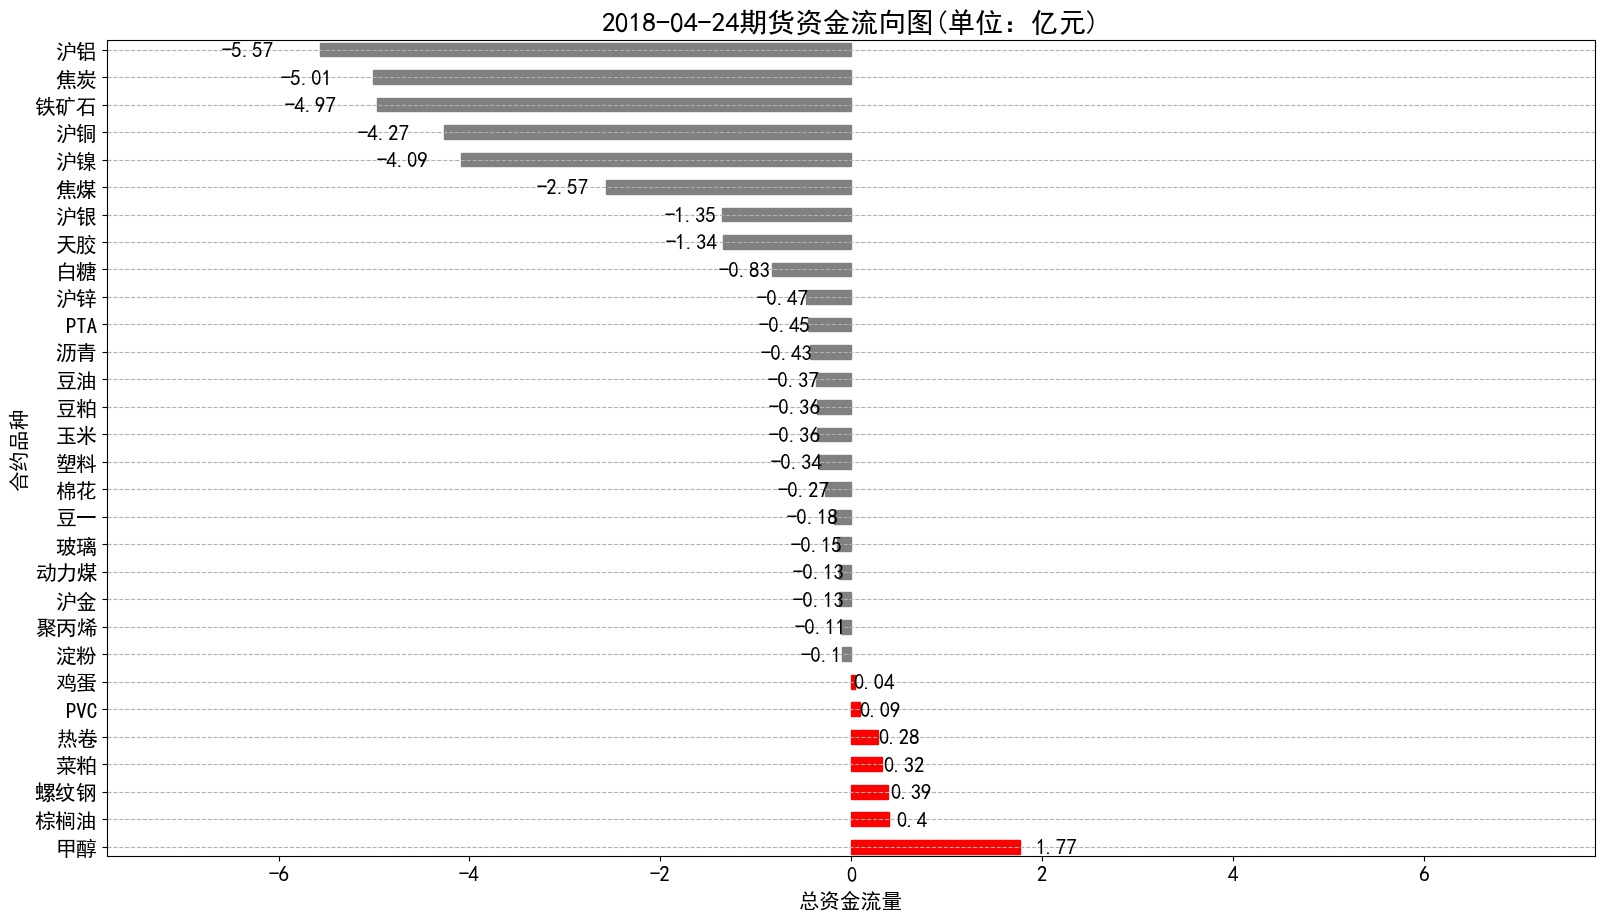 2018-04-24期货资金流向图(单位：亿元)
合约品种
沪铝 -5.57
焦炭 -5.01
铁矿石 -4.97
沪铜 -4.27
沪镍 -4.09
焦煤 -2.57
沪银 -1.35
天胶 -1.34
白糖 -0.83
沪锌 -0.47
PTA -0.45
沥青 -0.43
豆油 -0.37
豆粕 -0.36
玉米 -0.36
塑料 -0.34
棉花 -0.27
豆一 -0.18
玻璃 -0.15
动力煤 -0.13
沪金 -0.13
聚丙烯 -0.11
淀粉 -0.1
鸡蛋 0.04
PVC 0.09
热卷 0.28
菜粕 0.32
螺纹钢 0.39
棕榈油 0.4
甲醇 1.77
-6 -4 -2 0 2 4 6
总资金流量